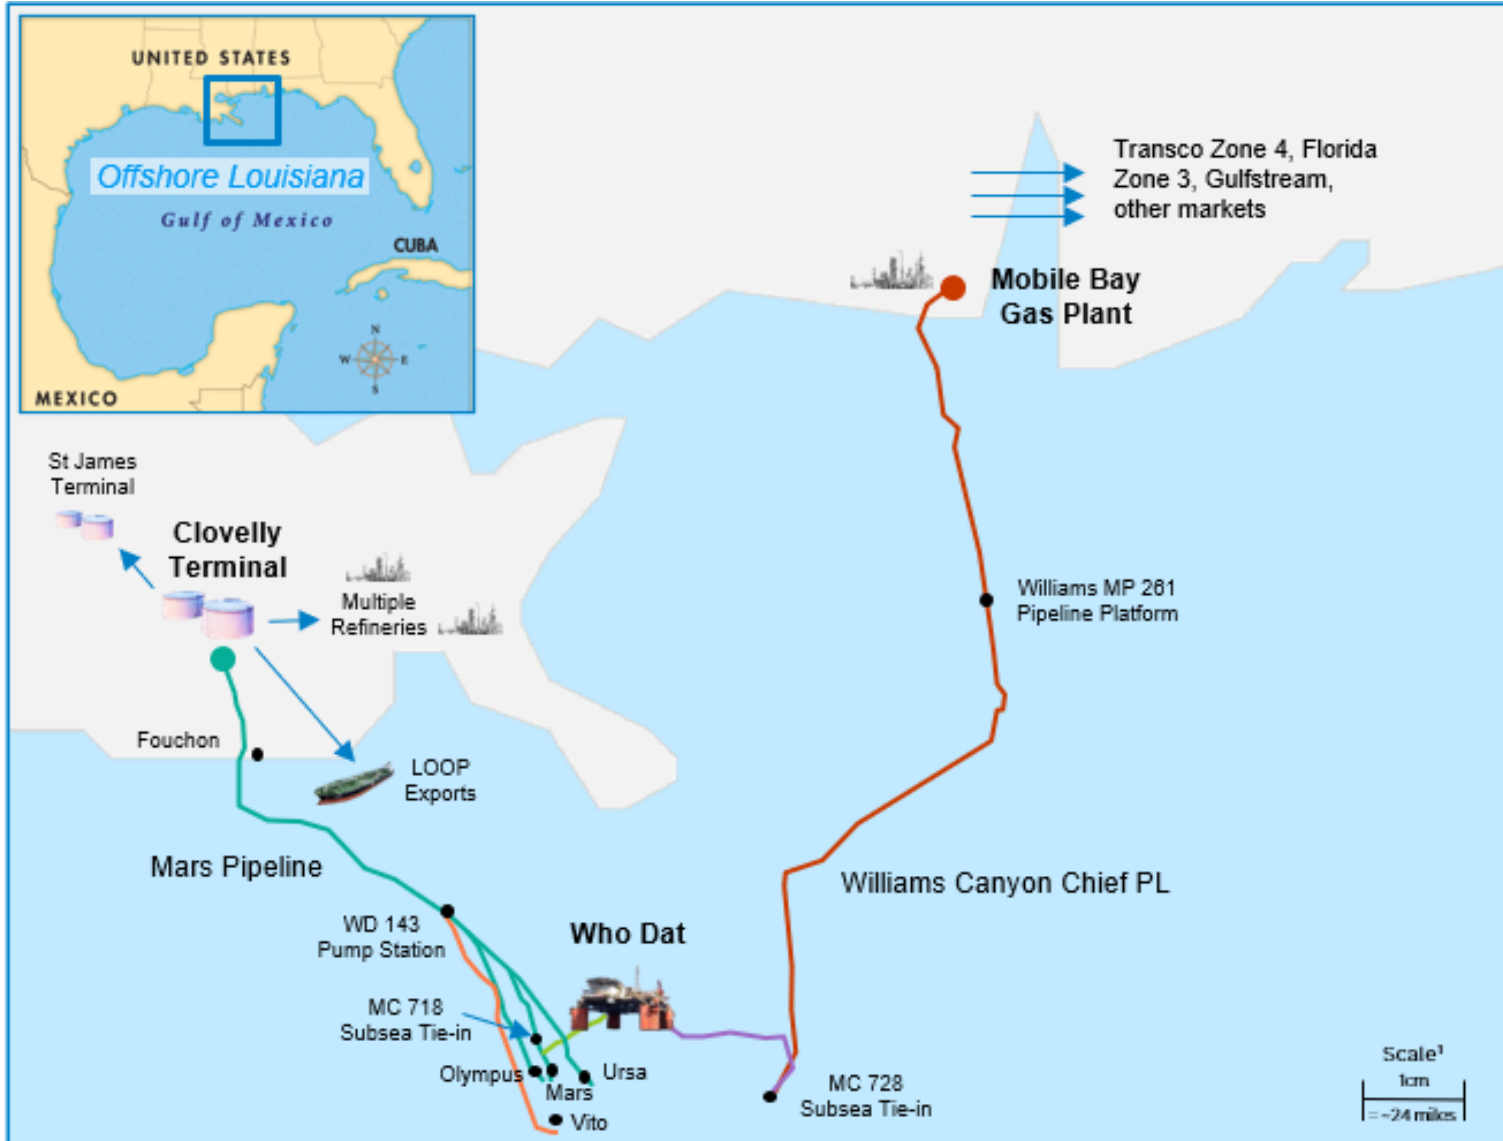 UNITED STATES
Offshore Louisiana
Gulf of Mexico
CUBA
N
W
E
S
MEXICO
Transco Zone 4, Florida
Zone 3, Gulfstream,
other markets
Mobile Bay
Gas Plant
St James
Terminal
Clovelly
Terminal
Multiple
Refineries
Williams MP 261
Pipeline Platform
Fouchon
LOOP
Exports
Mars Pipeline
Williams Canyon Chief PL
WD 143
Pump Station
Who Dat
MC 718
Subsea Tie-in
Olympus
Mars
Ursa
Vito
MC 728
Subsea Tie-in
Scale¹
1cm
= ~24 miles